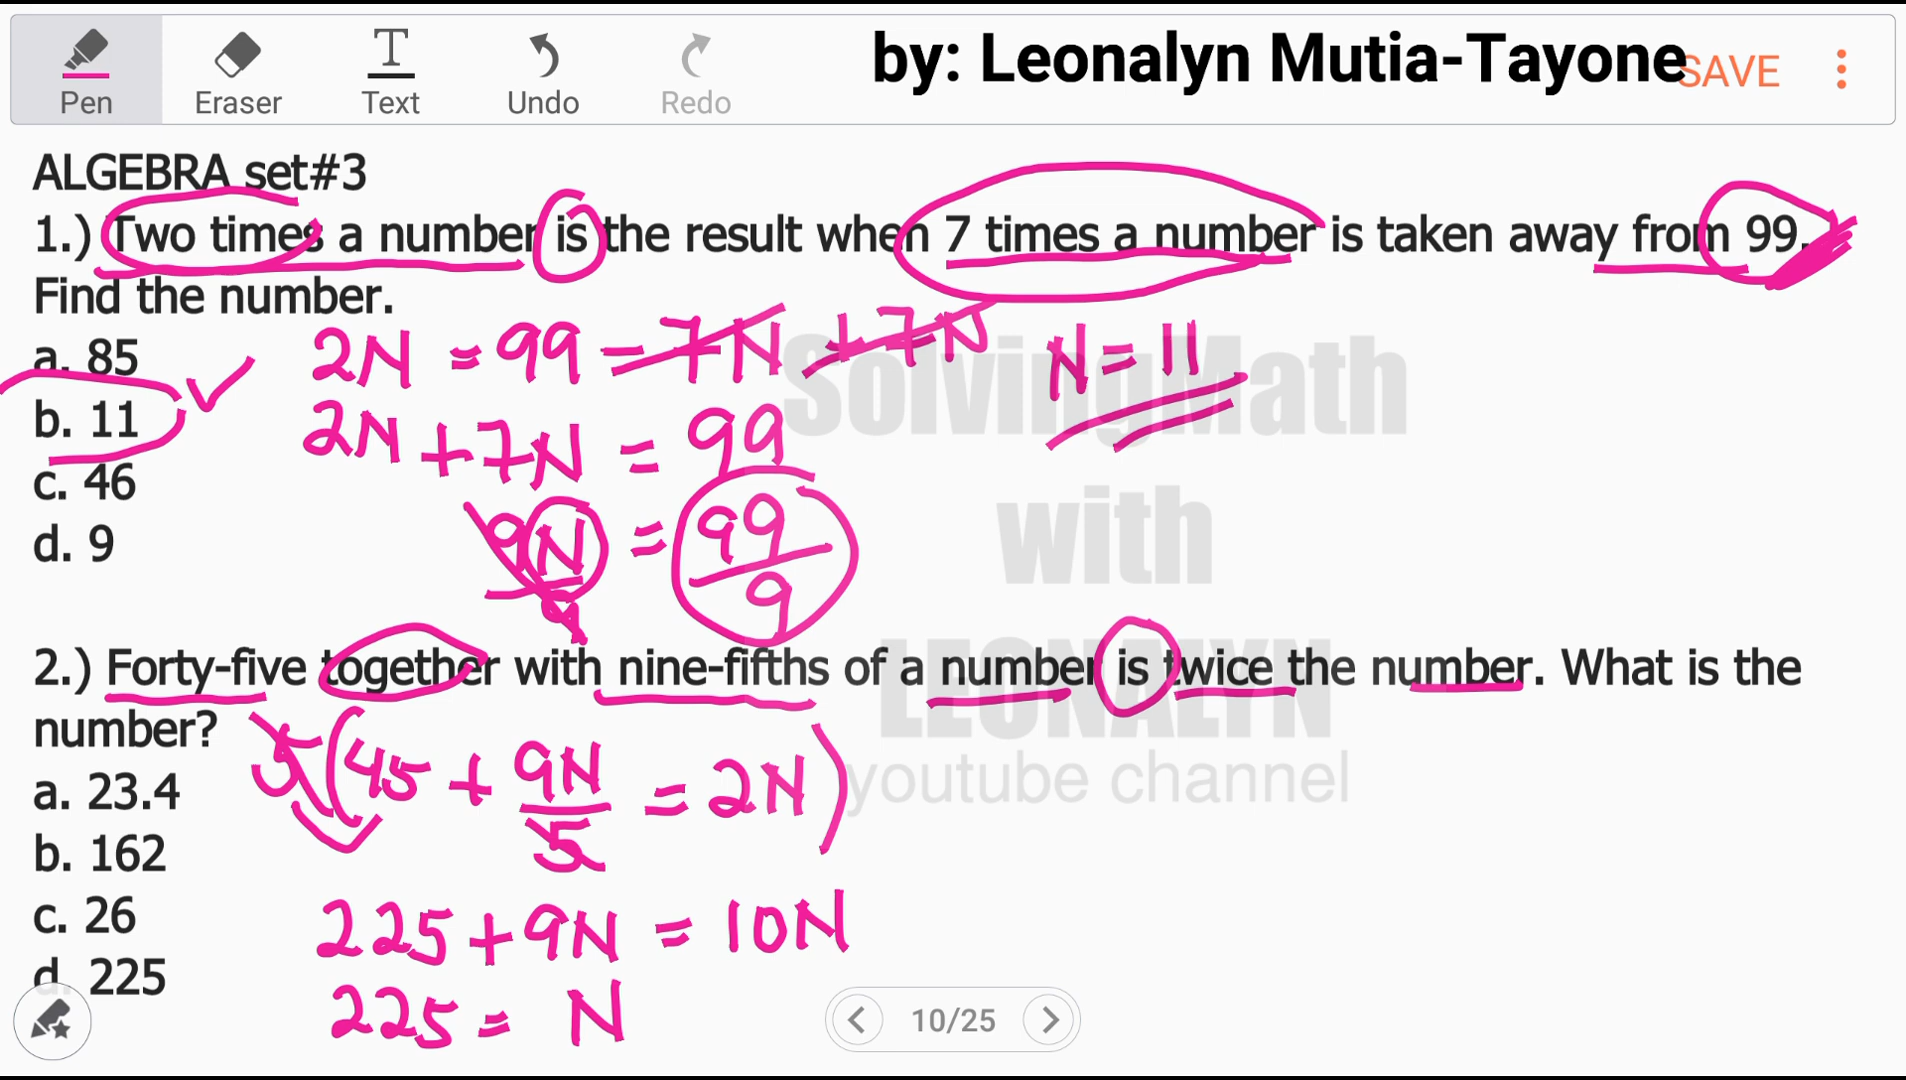 Pen Eraser Text Undo Redo by: Leonalyn Mutia-Tayone SAVE
ALGEBRA set#3
1.) Two times a number is the result when 7 times a number is taken away from 99.
Find the number.
a. 85
2N = 99 - 7N + 7N N = 11
b. 11
2N + 7N = 99
c. 46
9N/9 = 99/9
d. 9
SolvingMath
with
LEONALYN
youtube channel
2.) Forty-five together with nine-fifths of a number is twice the number. What is the
number?
5(45 + 9N/5 = 2N)
a. 23.4
b. 162
c. 26
225 + 9N = 10N
d. 225
225 = N
10/25